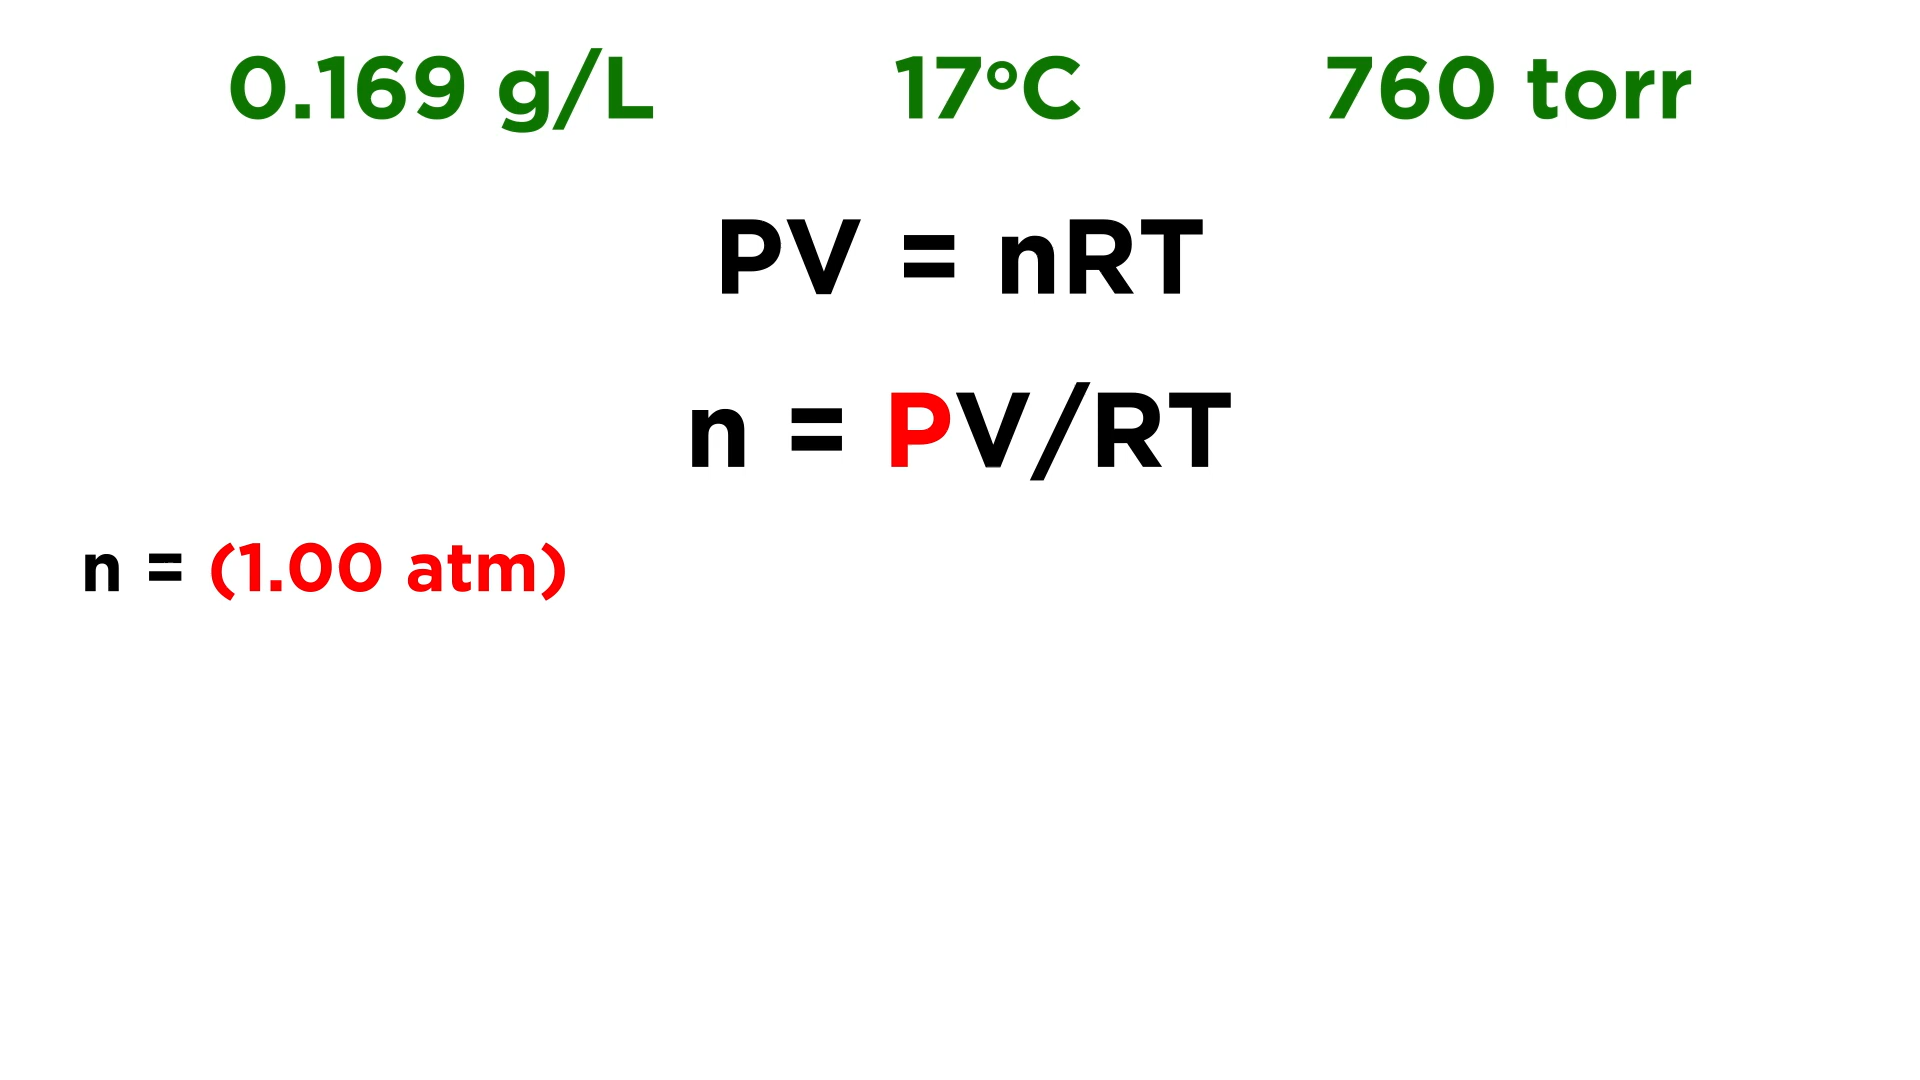 0.169 g/L 17°C 760 torr
PV = nRT
n = PV/RT
n = (1.00 atm)